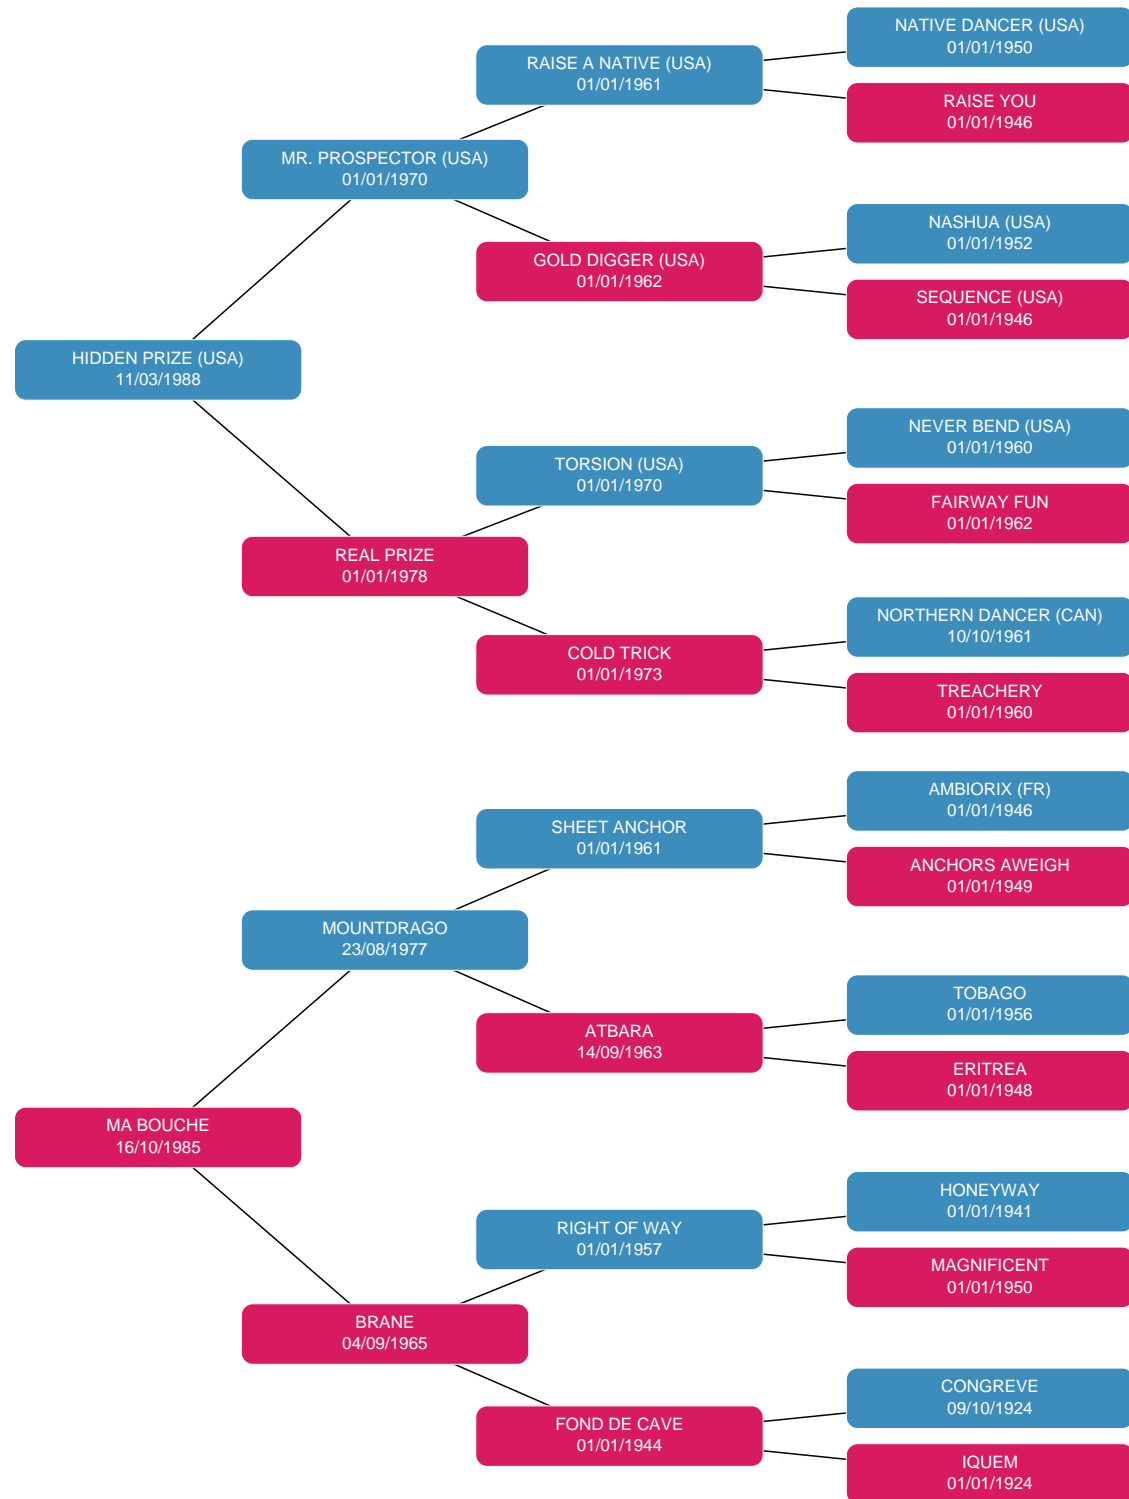 NATIVE DANCER (USA)
01/01/1950
RAISE A NATIVE (USA)
01/01/1961
RAISE YOU
01/01/1946
MR. PROSPECTOR (USA)
01/01/1970
NASHUA (USA)
01/01/1952
GOLD DIGGER (USA)
01/01/1962
SEQUENCE (USA)
01/01/1946
HIDDEN PRIZE (USA)
11/03/1988
NEVER BEND (USA)
01/01/1960
TORSION (USA)
01/01/1970
FAIRWAY FUN
01/01/1962
REAL PRIZE
01/01/1978
NORTHERN DANCER (CAN)
10/10/1961
COLD TRICK
01/01/1973
TREACHERY
01/01/1960
AMBIORIX (FR)
01/01/1946
SHEET ANCHOR
01/01/1961
ANCHORS AWEIGH
01/01/1949
MOUNTDRAGO
23/08/1977
TOBAGO
01/01/1956
ATBARA
14/09/1963
ERITREA
01/01/1948
MA BOUCHE
16/10/1985
HONEYWAY
01/01/1941
RIGHT OF WAY
01/01/1957
MAGNIFICENT
01/01/1950
BRANE
04/09/1965
CONGREVE
09/10/1924
FOND DE CAVE
01/01/1944
IQUEM
01/01/1924